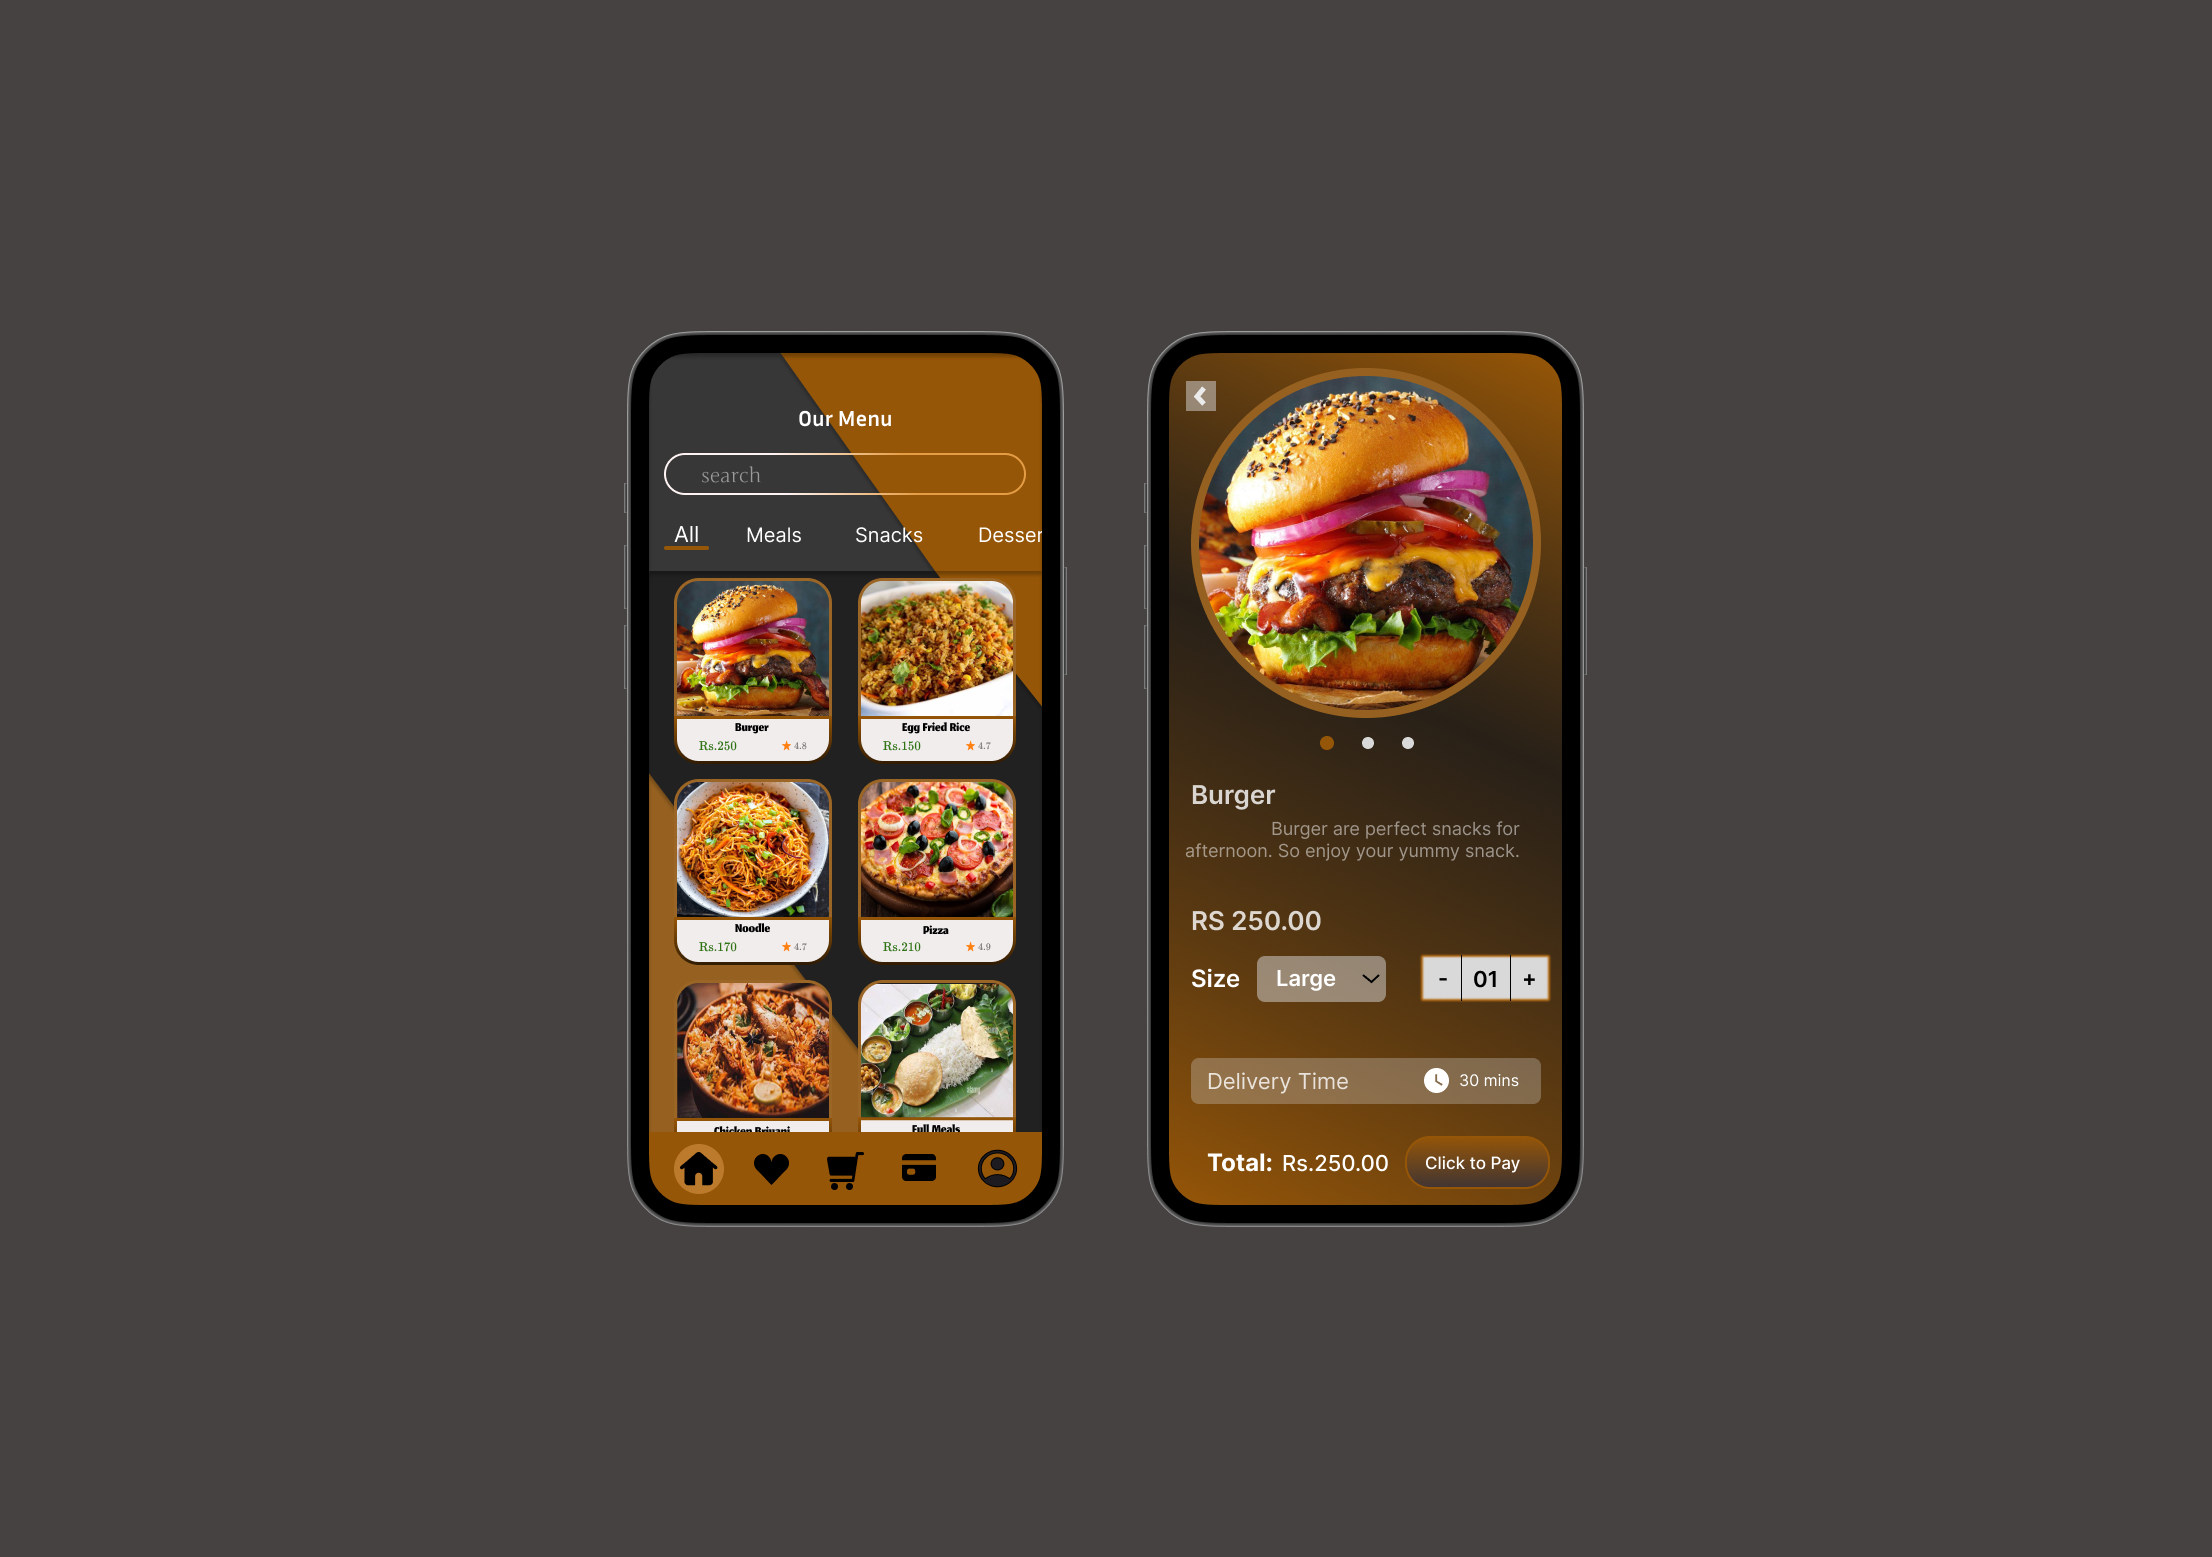 Our Menu
search
All Meals Snacks Desser
Burger
Rs.250 4.8
Egg Fried Rice
Rs.150 4.7
Noodle
Rs.170 4.7
Pizza
Rs.210 4.9
Chicken Briyani
Full Meals
Burger
Burger are perfect snacks for
afternoon. So enjoy your yummy snack.
RS 250.00
Size Large - 01 +
Delivery Time 30 mins
Total: Rs.250.00 Click to Pay